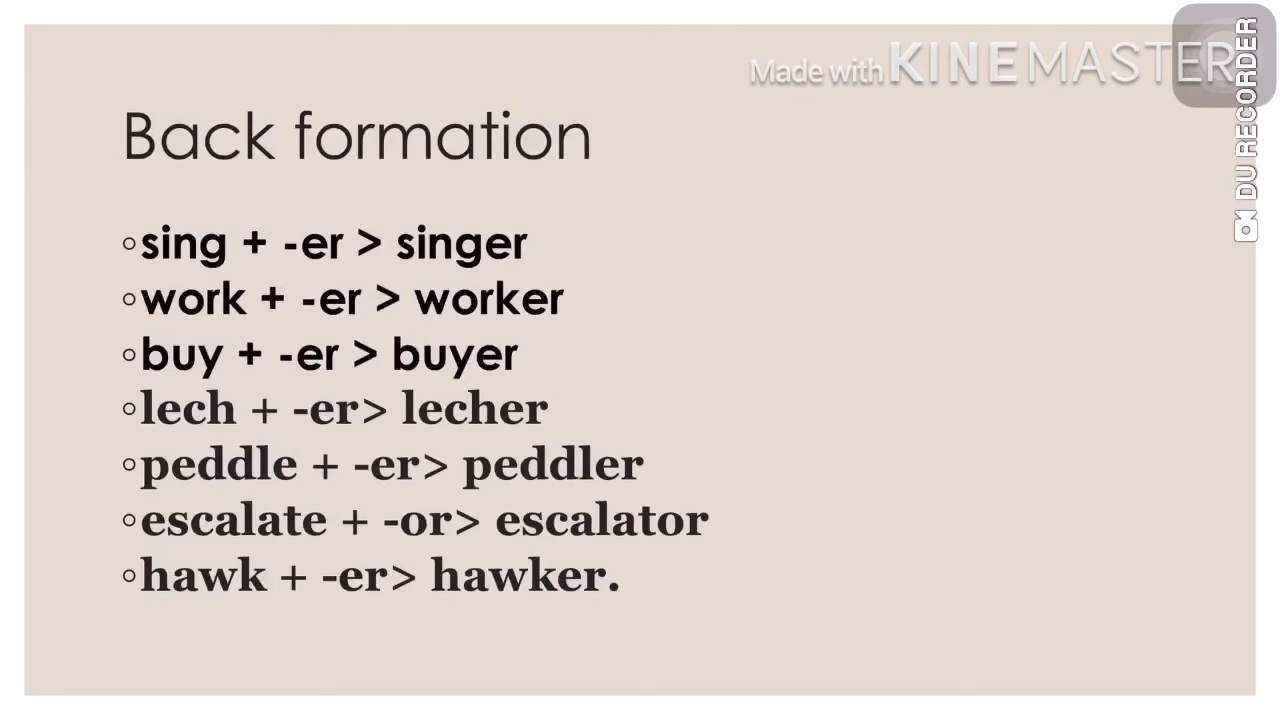 Made with KINEMASTER
DU RECORDER
Back formation
sing + -er > singer
work + -er > worker
buy + -er > buyer
lech + -er> lecher
peddle + -er> peddler
escalate + -or> escalator
hawk + -er> hawker.